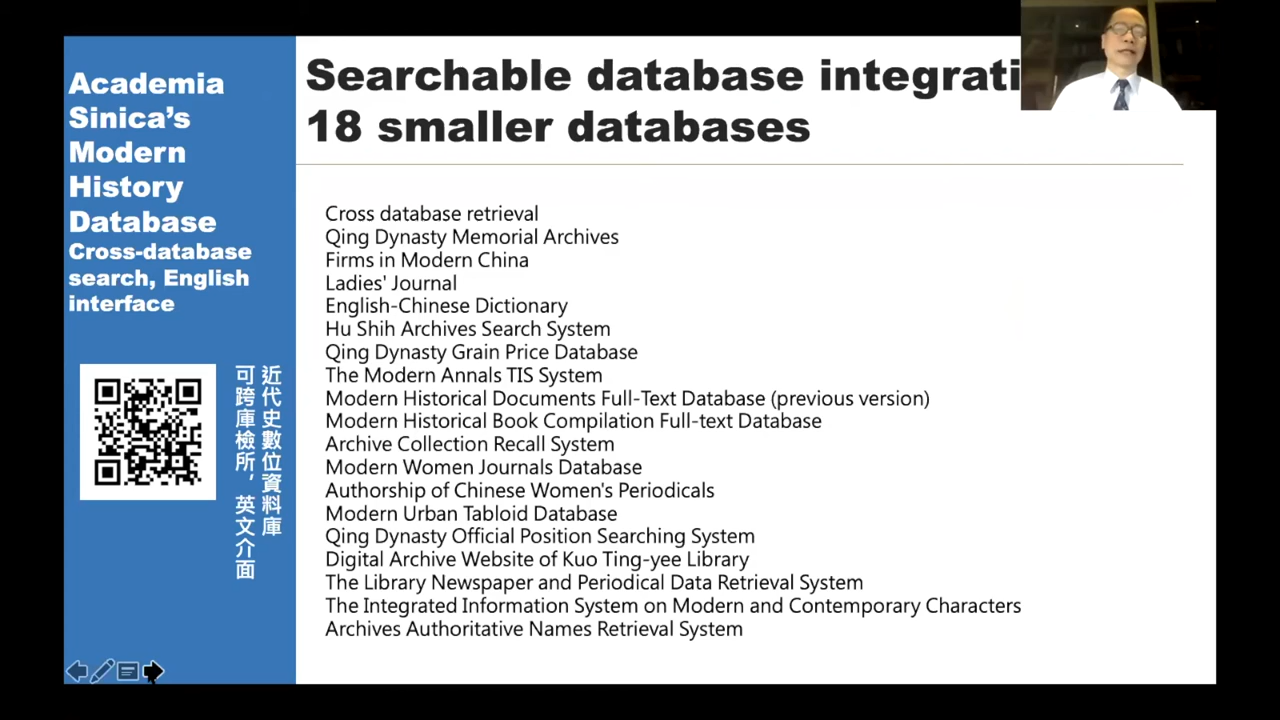 Academia
Sinica's
Modern
History
Database
Cross-database
search, English
interface
近代史數位資料庫
可跨庫檢所，英文介面
Searchable database integrati
18 smaller databases
Cross database retrieval
Qing Dynasty Memorial Archives
Firms in Modern China
Ladies' Journal
English-Chinese Dictionary
Hu Shih Archives Search System
Qing Dynasty Grain Price Database
The Modern Annals TIS System
Modern Historical Documents Full-Text Database (previous version)
Modern Historical Book Compilation Full-text Database
Archive Collection Recall System
Modern Women Journals Database
Authorship of Chinese Women's Periodicals
Modern Urban Tabloid Database
Qing Dynasty Official Position Searching System
Digital Archive Website of Kuo Ting-yee Library
The Library Newspaper and Periodical Data Retrieval System
The Integrated Information System on Modern and Contemporary Characters
Archives Authoritative Names Retrieval System